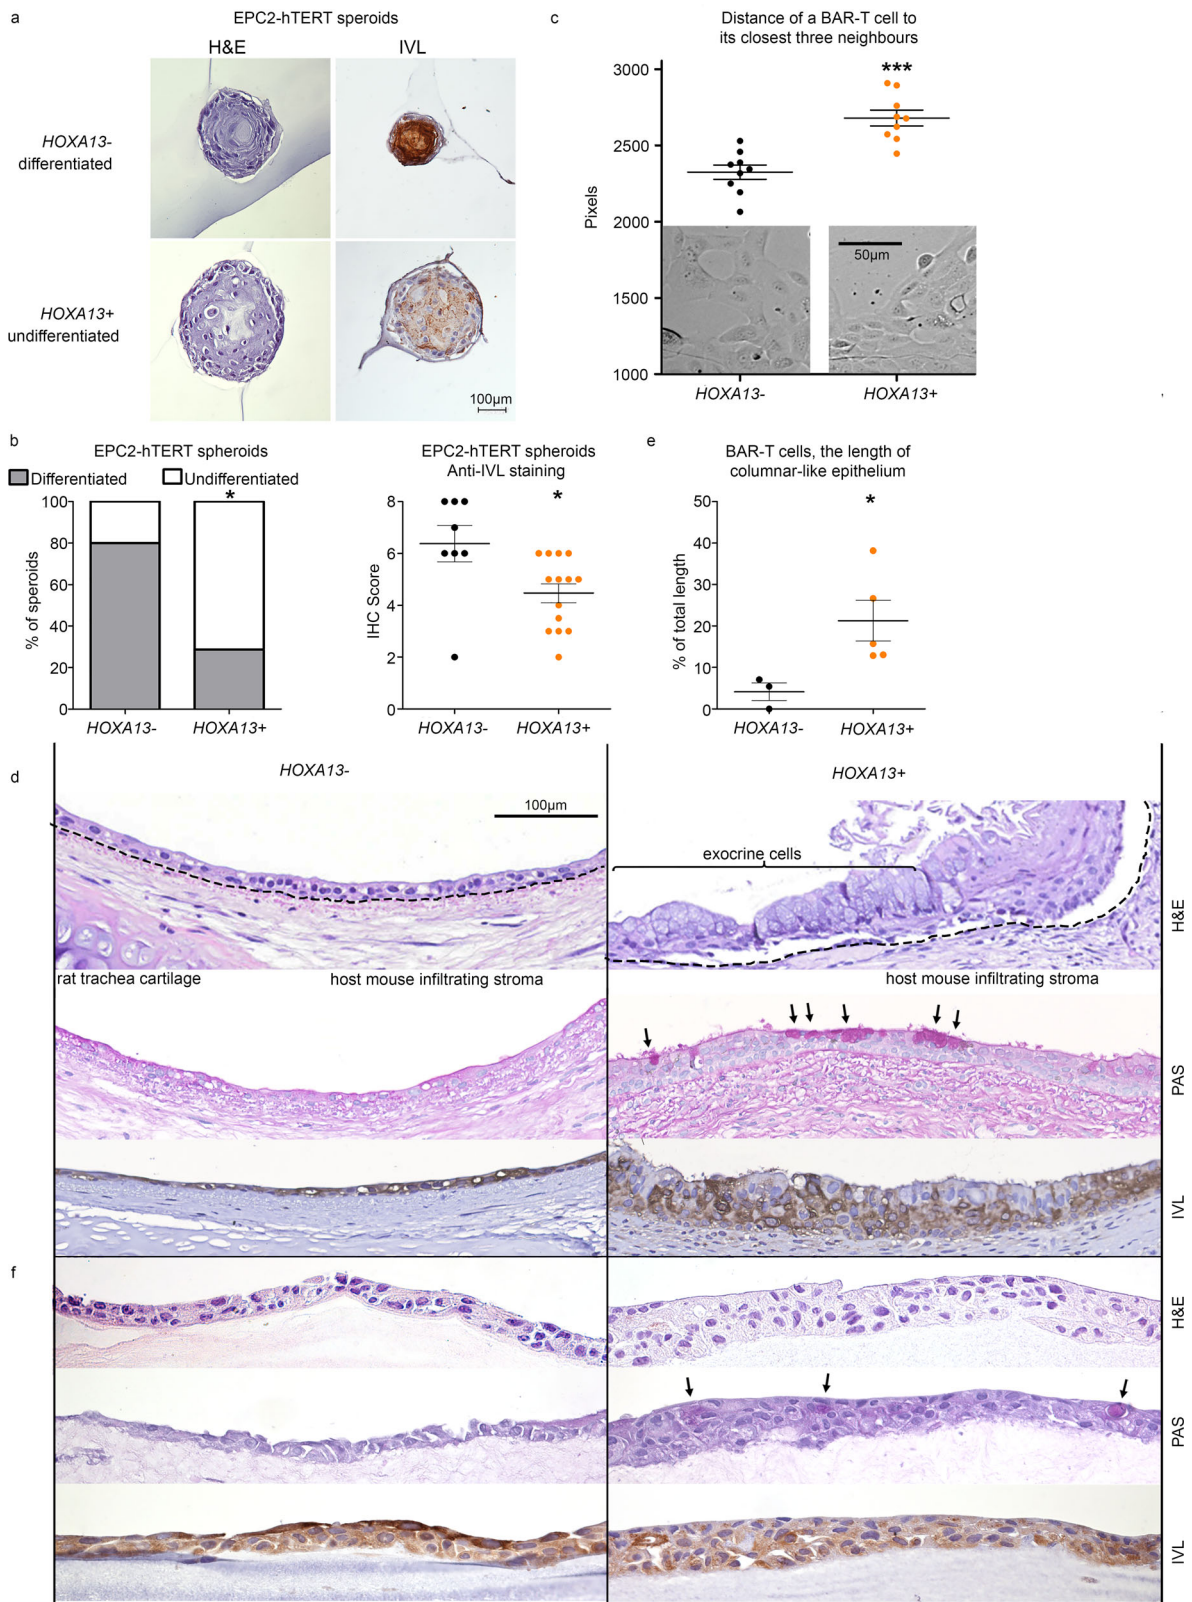 a
EPC2-hTERT speroids
H&E
IVL
HOXA13-
differentiated
HOXA13+
undifferentiated
100µm
c
Distance of a BAR-T cell to
its closest three neighbours
***
3000
2500
2000
1500
1000
Pixels
50µm
HOXA13-
HOXA13+
b
EPC2-hTERT speroids
Differentiated
Undifferentiated
*
100
80
60
40
20
0
% of speroids
HOXA13-
HOXA13+
EPC2-hTERT spheroids
Anti-IVL staining
*
8
6
4
2
IHC Score
HOXA13-
HOXA13+
e
BAR-T cells, the length of
columnar-like epithelium
*
50
40
30
20
10
0
% of total length
HOXA13-
HOXA13+
d
HOXA13-
HOXA13+
100µm
exocrine cells
H&E
rat trachea cartilage
host mouse infiltrating stroma
host mouse infiltrating stroma
PAS
IVL
f
H&E
PAS
IVL